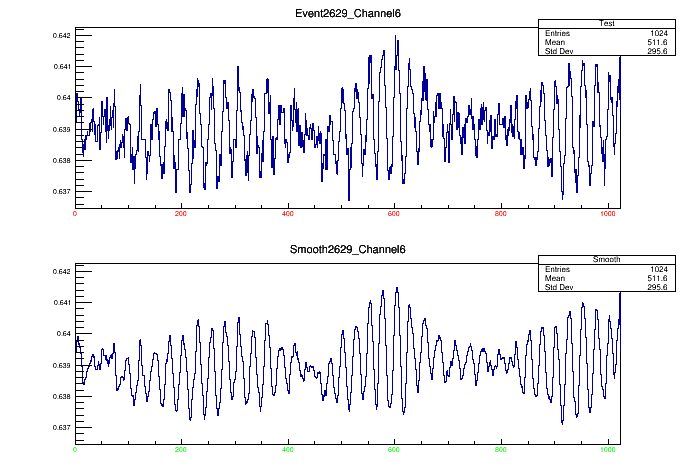 Event2629_Channel6
Test
Entries 1024
Mean 511.6
Std Dev 295.6
0.642
0.641
0.64
0.639
0.638
0.637
0 200 400 600 800 1000
Smooth2629_Channel6
Smooth
Entries 1024
Mean 511.6
Std Dev 295.6
0.642
0.641
0.64
0.639
0.638
0.637
0 200 400 600 800 1000